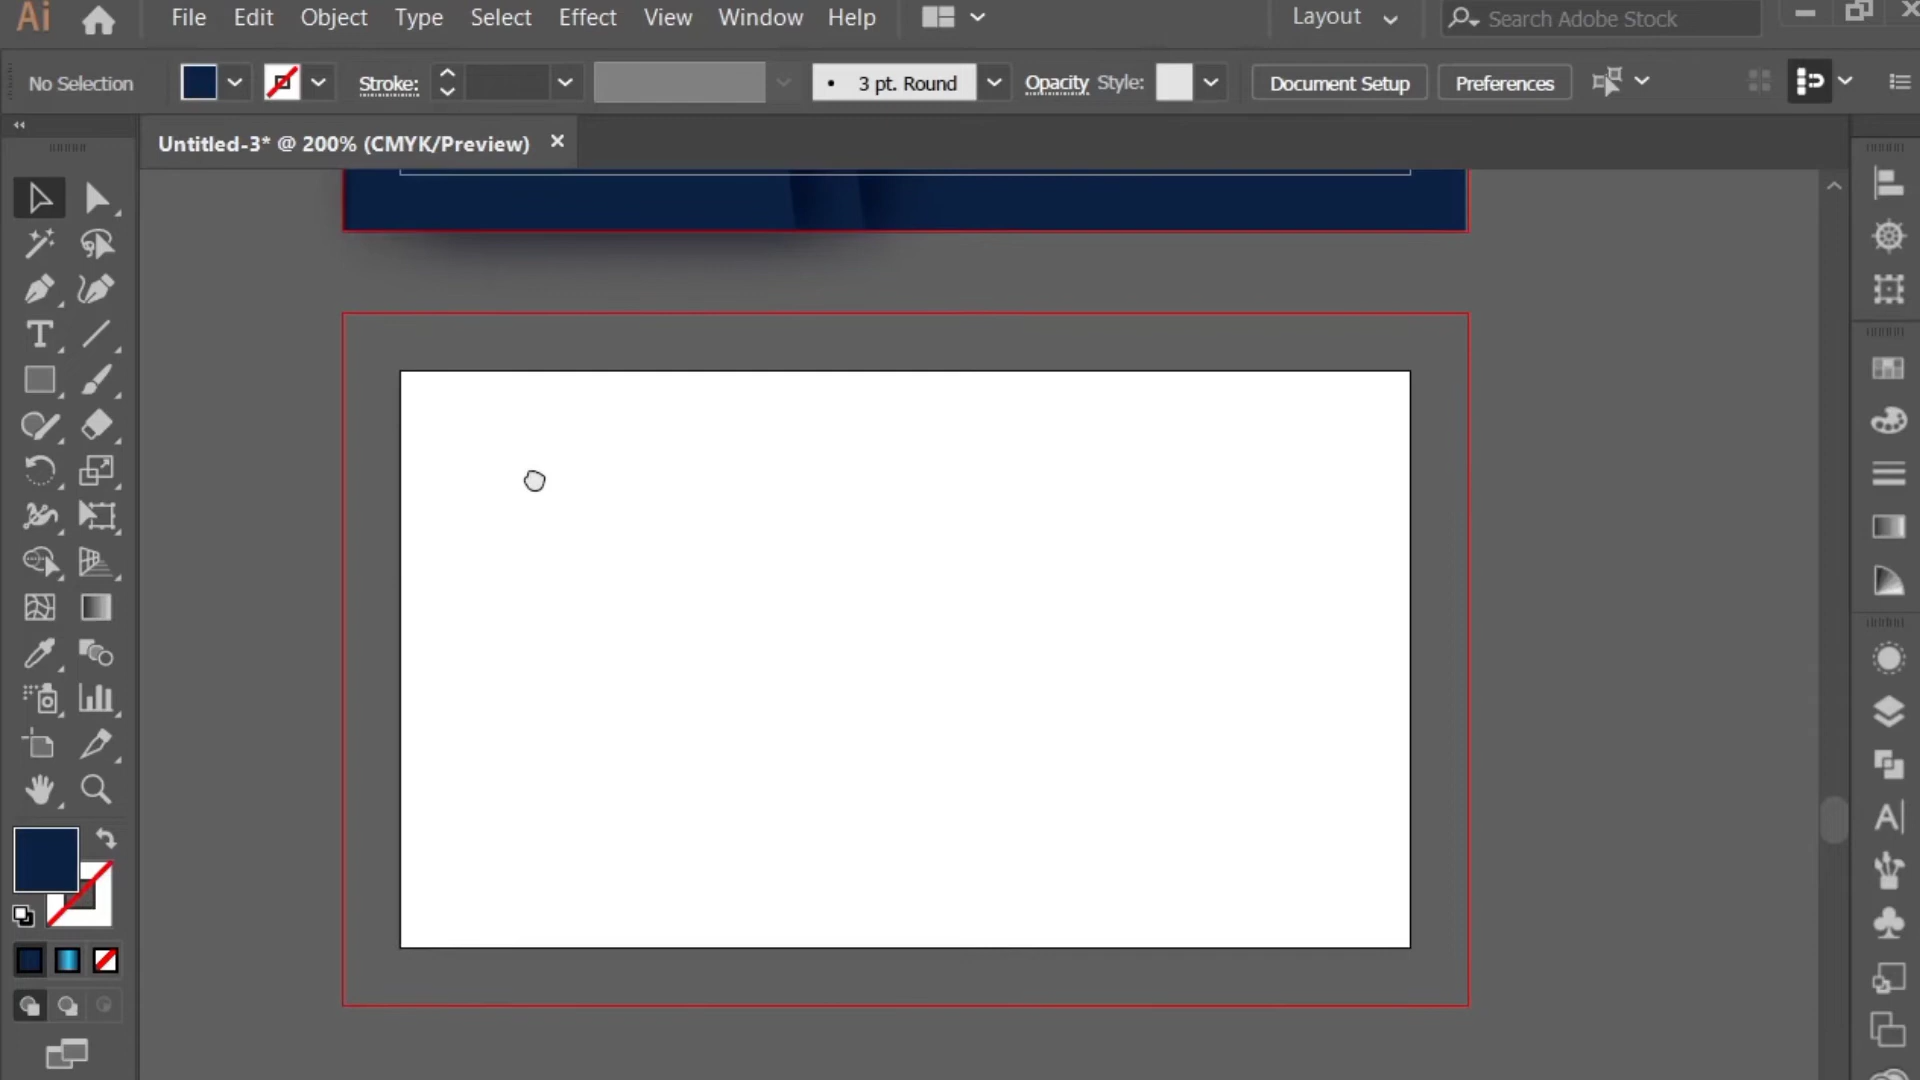 Ai File Edit Object Type Select Effect View Window Help Layout Search Adobe Stock
No Selection Stroke: 3 pt. Round Opacity Style: Document Setup Preferences
Untitled-3* @ 200% (CMYK/Preview)